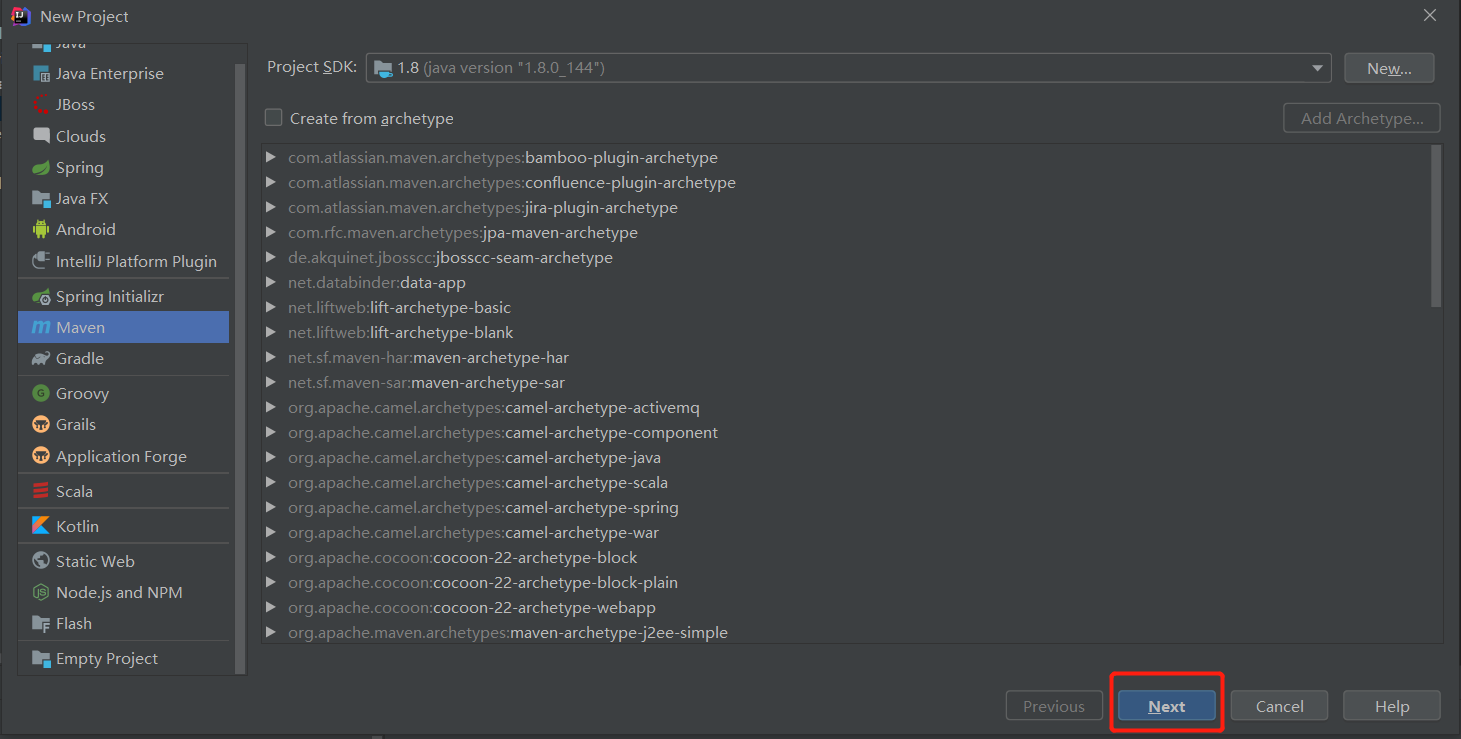 New Project
Java
Java Enterprise
JBoss
Clouds
Spring
Java FX
Android
IntelliJ Platform Plugin
Spring Initializr
Maven
Gradle
Groovy
Grails
Application Forge
Scala
Kotlin
Static Web
Node.js and NPM
Flash
Empty Project
Project SDK: 1.8 (java version "1.8.0_144") New...
Create from archetype Add Archetype...
com.atlassian.maven.archetypes:bamboo-plugin-archetype
com.atlassian.maven.archetypes:confluence-plugin-archetype
com.atlassian.maven.archetypes:jira-plugin-archetype
com.rfc.maven.archetypes:jpa-maven-archetype
de.akquinet.jbosscc:jbosscc-seam-archetype
net.databinder:data-app
net.liftweb:lift-archetype-basic
net.liftweb:lift-archetype-blank
net.sf.maven-har:maven-archetype-har
net.sf.maven-sar:maven-archetype-sar
org.apache.camel.archetypes:camel-archetype-activemq
org.apache.camel.archetypes:camel-archetype-component
org.apache.camel.archetypes:camel-archetype-java
org.apache.camel.archetypes:camel-archetype-scala
org.apache.camel.archetypes:camel-archetype-spring
org.apache.camel.archetypes:camel-archetype-war
org.apache.cocoon:cocoon-22-archetype-block
org.apache.cocoon:cocoon-22-archetype-block-plain
org.apache.cocoon:cocoon-22-archetype-webapp
org.apache.maven.archetypes:maven-archetype-j2ee-simple
Previous Next Cancel Help